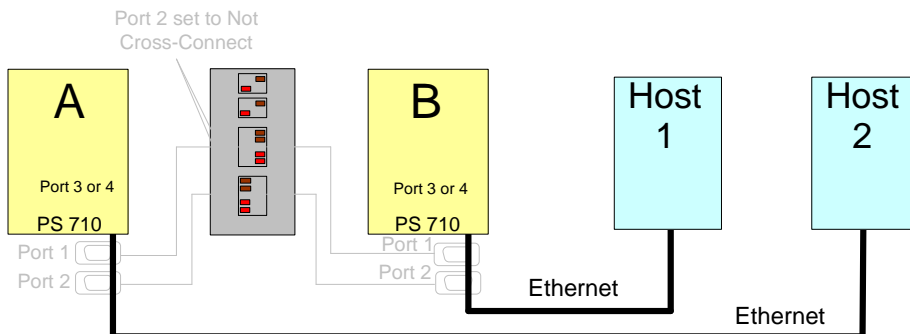 Port 2 set to Not
Cross-Connect
A
B
Host
1
Host
2
Port 3 or 4
Port 3 or 4
PS 710
PS 710
Port 1
Port 1
Port 2
Port 2
Ethernet
Ethernet